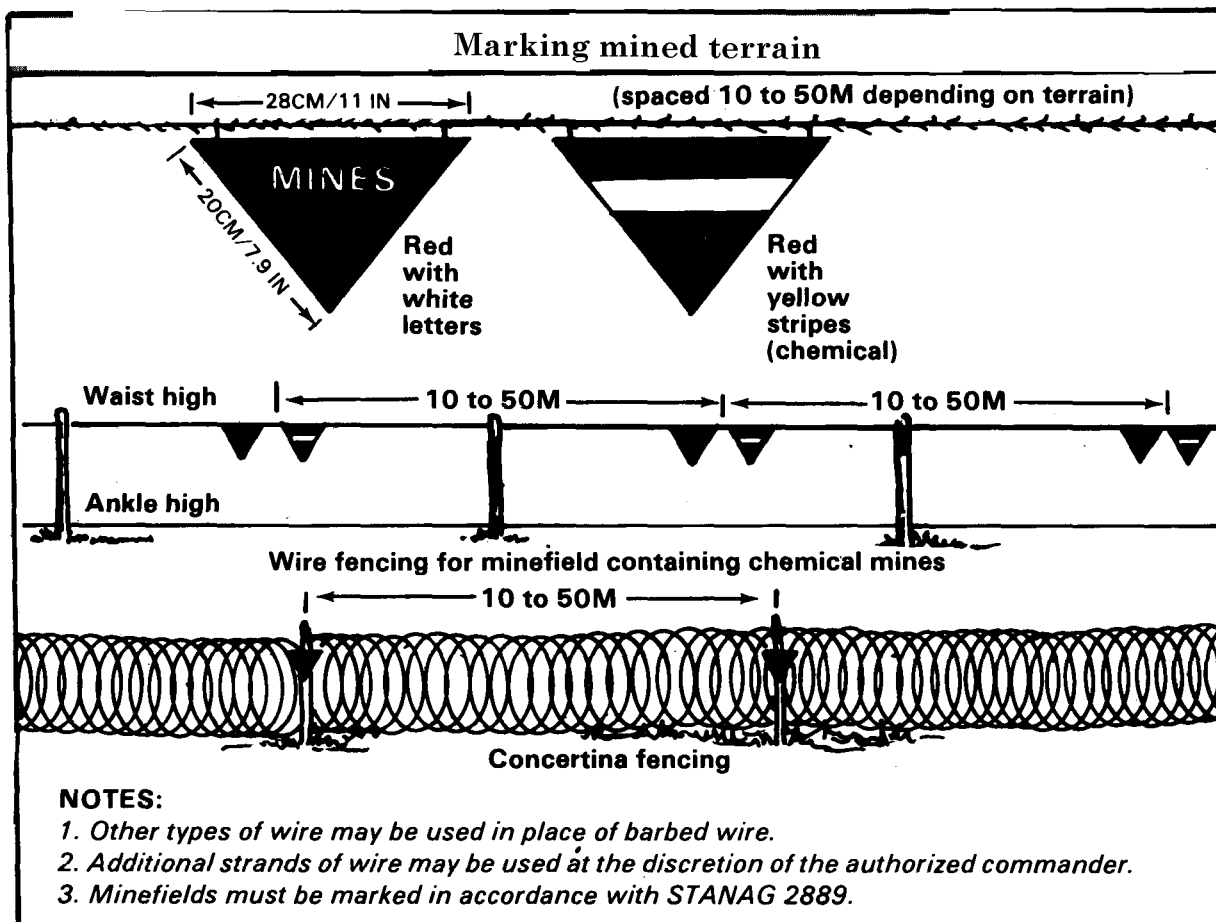 Marking mined terrain
28CM/11 IN
(spaced 10 to 50M depending on terrain)
MINES
20CM/7.9 IN
Red
with
white
letters
Red
with
yellow
stripes
(chemical)
Waist high
10 to 50M
10 to 50M
Ankle high
Wire fencing for minefield containing chemical mines
10 to 50M
Concertina fencing
NOTES:
1. Other types of wire may be used in place of barbed wire.
2. Additional strands of wire may be used at the discretion of the authorized commander.
3. Minefields must be marked in accordance with STANAG 2889.